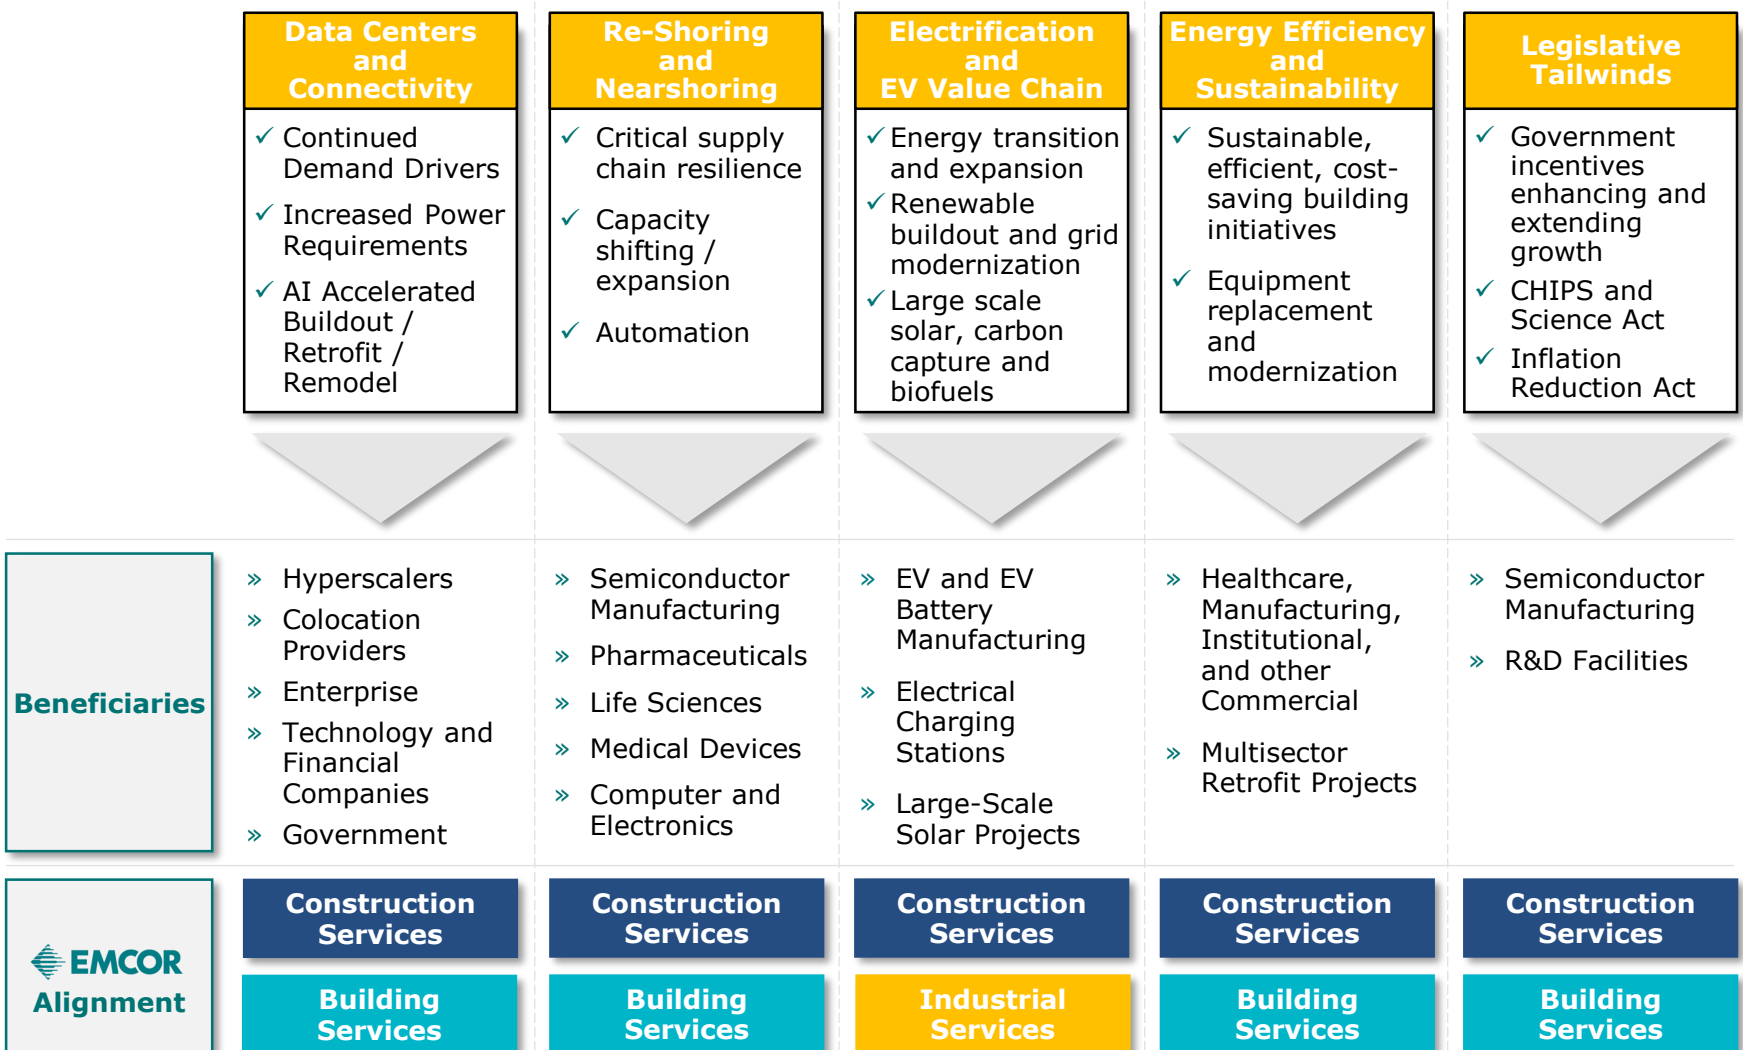 Data Centers
and
Connectivity
✓ Continued
Demand Drivers
✓ Increased Power
Requirements
✓ AI Accelerated
Buildout /
Retrofit /
Remodel
Re-Shoring
and
Nearshoring
✓ Critical supply
chain resilience
✓ Capacity
shifting /
expansion
✓ Automation
Electrification
and
EV Value Chain
✓ Energy transition
and expansion
✓ Renewable
buildout and grid
modernization
✓ Large scale
solar, carbon
capture and
biofuels
Energy Efficiency
and
Sustainability
✓ Sustainable,
efficient, cost-
saving building
initiatives
✓ Equipment
replacement
and
modernization
Legislative
Tailwinds
✓ Government
incentives
enhancing and
extending
growth
✓ CHIPS and
Science Act
✓ Inflation
Reduction Act
Beneficiaries
» Hyperscalers
» Colocation
Providers
» Enterprise
» Technology and
Financial
Companies
» Government
» Semiconductor
Manufacturing
» Pharmaceuticals
» Life Sciences
» Medical Devices
» Computer and
Electronics
» EV and EV
Battery
Manufacturing
» Electrical
Charging
Stations
» Large-Scale
Solar Projects
» Healthcare,
Manufacturing,
Institutional,
and other
Commercial
» Multisector
Retrofit Projects
» Semiconductor
Manufacturing
» R&D Facilities
EMCOR
Alignment
Construction
Services
Building
Services
Construction
Services
Building
Services
Construction
Services
Industrial
Services
Construction
Services
Building
Services
Construction
Services
Building
Services